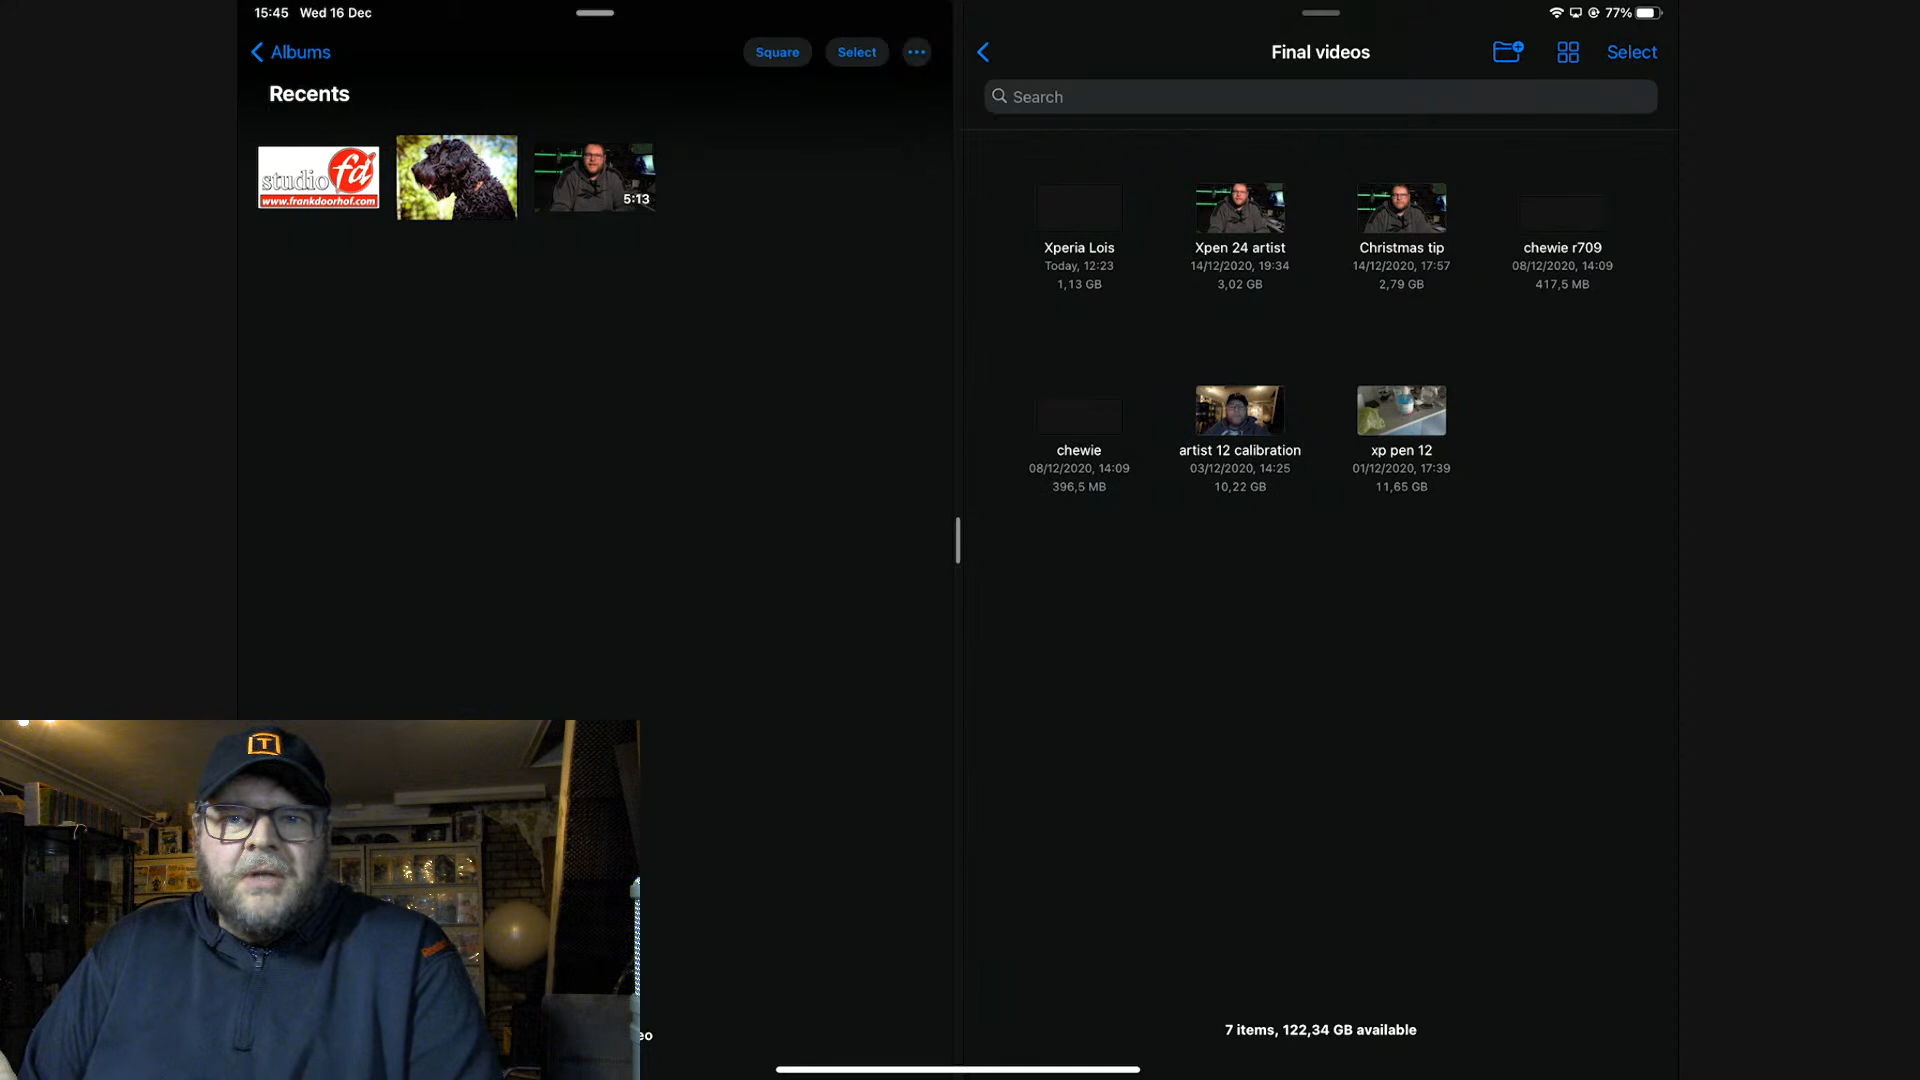 15:45 Wed 16 Dec
77%
Albums
Square
Select
Recents
studio fd
www.frankdoorhof.com
5:13
Final videos
Select
Search
Xperia Lois
Today, 12:23
1,13 GB
Xpen 24 artist
14/12/2020, 19:34
3,02 GB
Christmas tip
14/12/2020, 17:57
2,79 GB
chewie r709
08/12/2020, 14:09
417,5 MB
chewie
08/12/2020, 14:09
396,5 MB
artist 12 calibration
03/12/2020, 14:25
10,22 GB
xp pen 12
01/12/2020, 17:39
11,65 GB
T
eo
7 items, 122,34 GB available